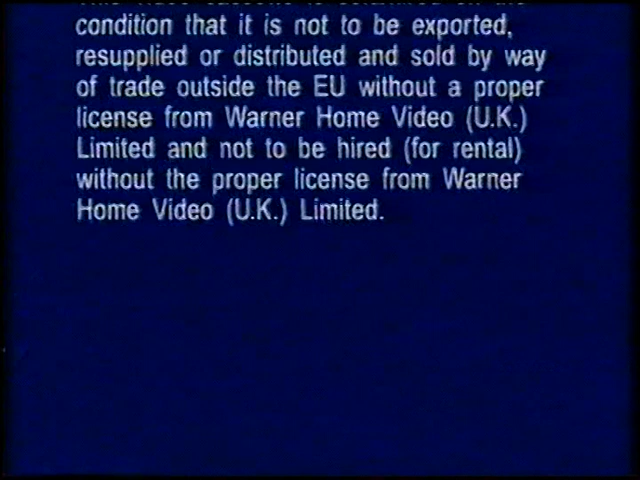 condition that it is not to be exported,
resupplied or distributed and sold by way
of trade outside the EU without a proper
license from Warner Home Video (U.K.)
Limited and not to be hired (for rental)
without the proper license from Warner
Home Video (U.K.) Limited.